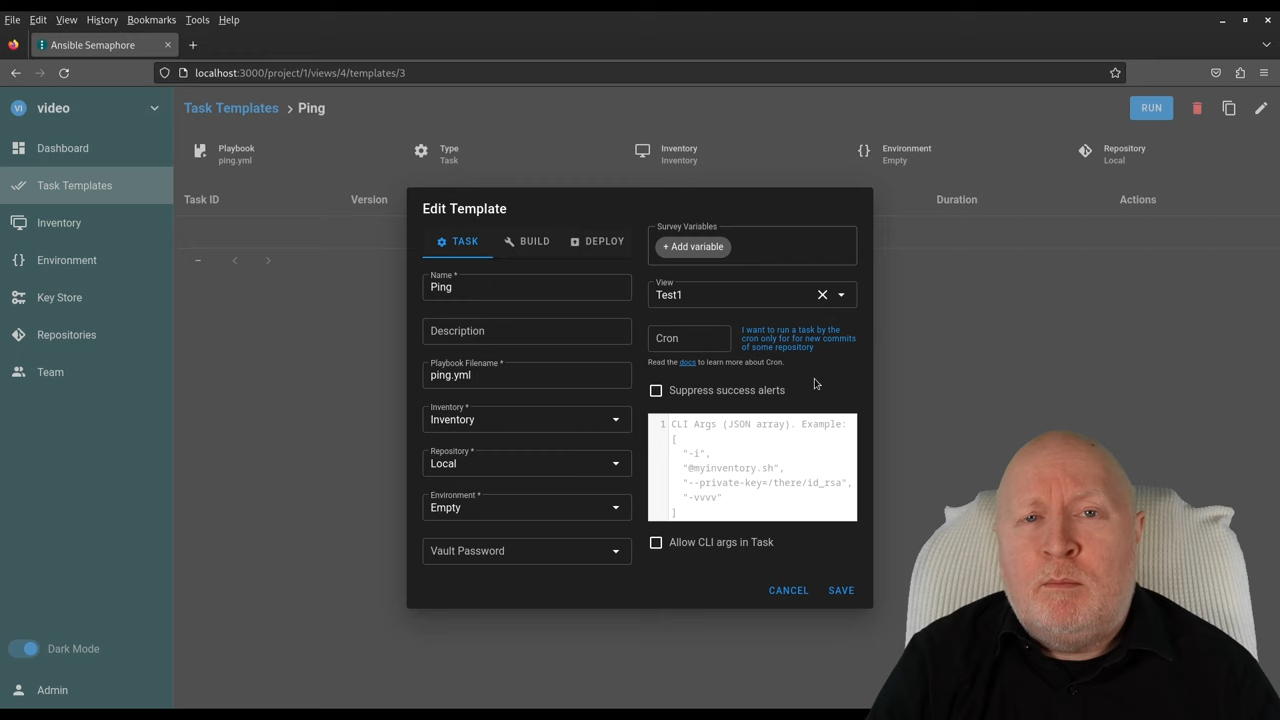 File Edit View History Bookmarks Tools Help
Ansible Semaphore
localhost:3000/project/1/views/4/templates/3
VI video
Task Templates > Ping
RUN
Dashboard
Task Templates
Inventory
Environment
Key Store
Repositories
Team
Dark Mode
Admin
Playbook
ping.yml
Type
Task
Inventory
Inventory
Environment
Empty
Repository
Local
Task ID
Version
Duration
Actions
–
Edit Template
TASK
BUILD
DEPLOY
Name *
Ping
Description
Playbook Filename *
ping.yml
Inventory *
Inventory
Repository *
Local
Environment *
Empty
Vault Password
Survey Variables
+ Add variable
View
Test1
Cron
I want to run a task by the
cron only for for new commits
of some repository
Read the docs to learn more about Cron.
Suppress success alerts
1 CLI Args (JSON array). Example:
[
"-i",
"@myinventory.sh",
"--private-key=/there/id_rsa",
"-vvvv"
]
Allow CLI args in Task
CANCEL
SAVE